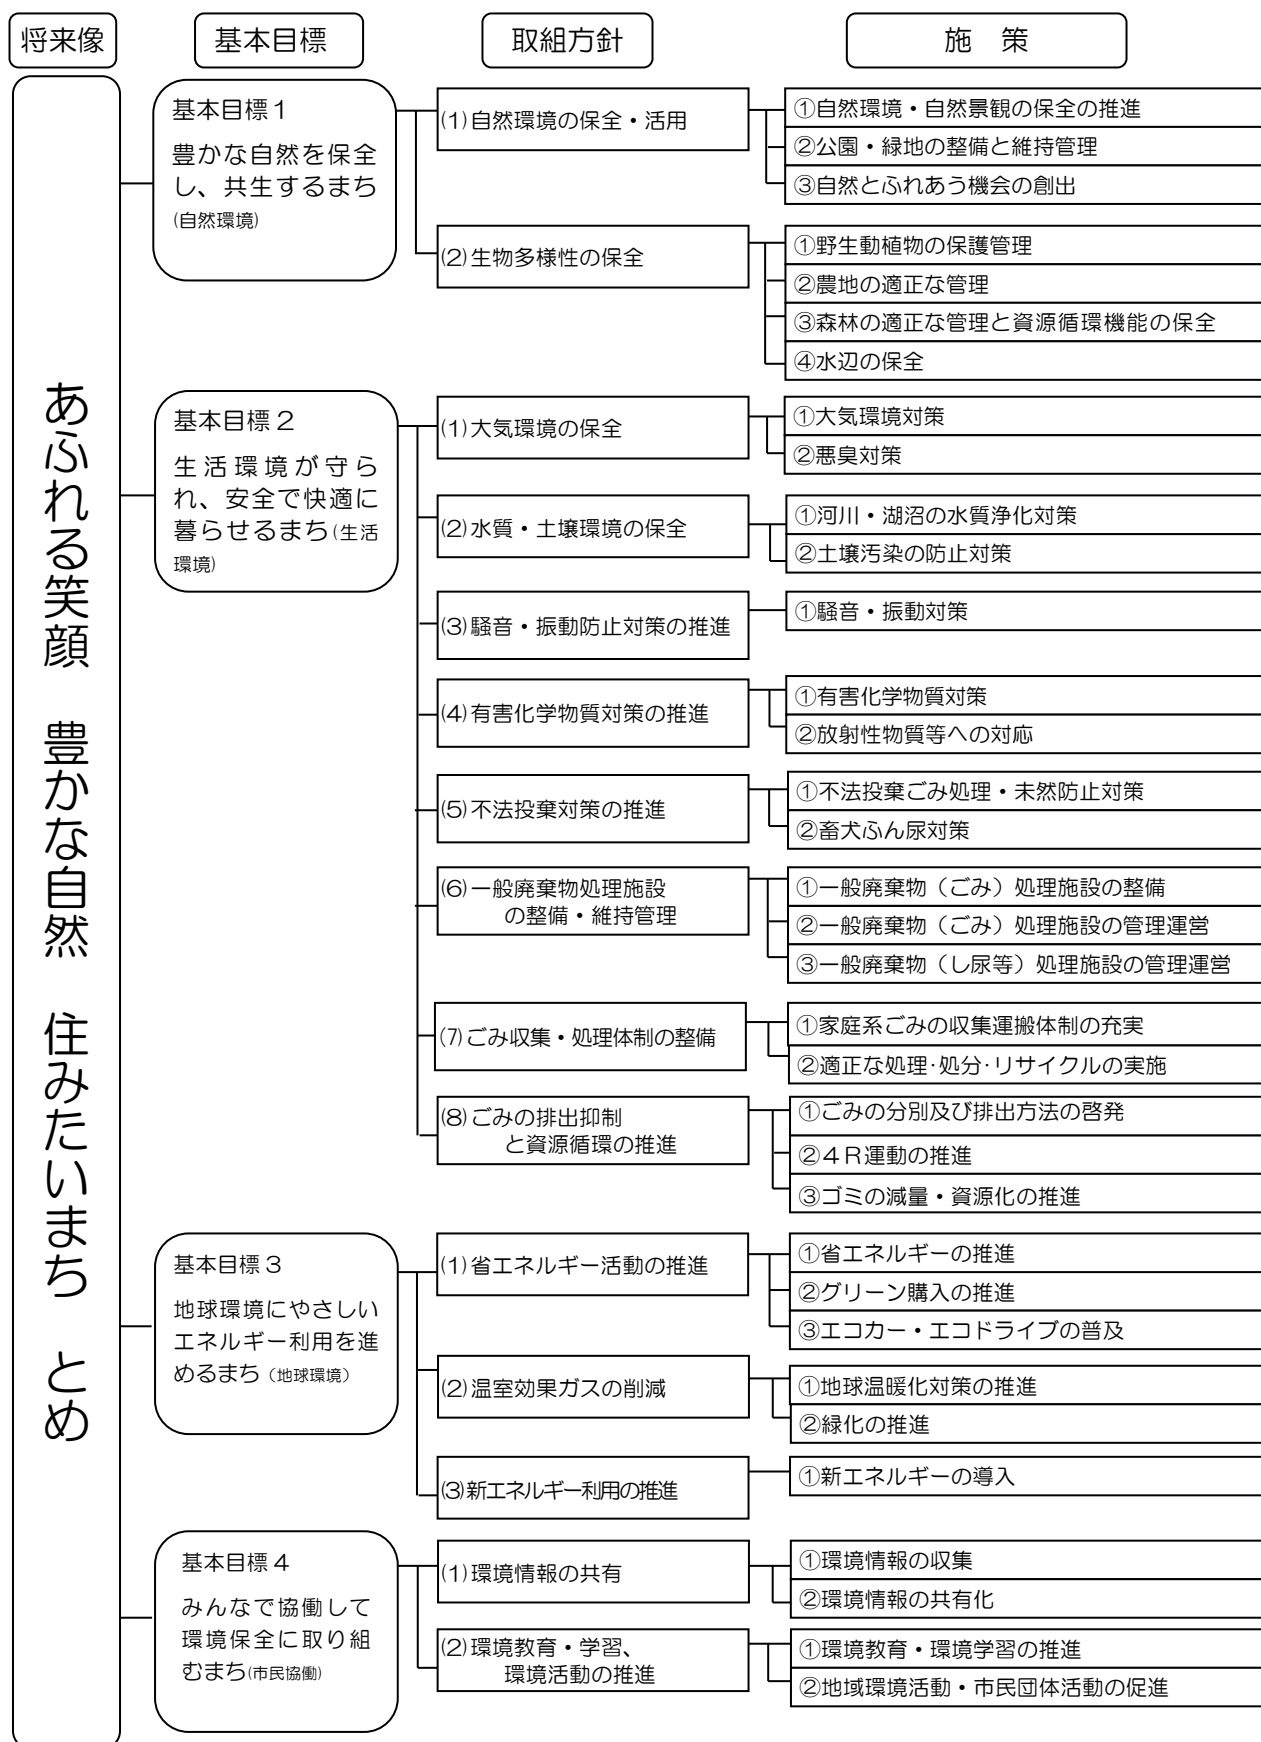 将来像
基本目標
取組方針
施　策
あふれる笑顔　豊かな自然　住みたいまち　とめ
基本目標１
豊かな自然を保全
し、共生するまち
(自然環境)
(1)自然環境の保全・活用
①自然環境・自然景観の保全の推進
②公園・緑地の整備と維持管理
③自然とふれあう機会の創出
(2)生物多様性の保全
①野生動植物の保護管理
②農地の適正な管理
③森林の適正な管理と資源循環機能の保全
④水辺の保全
基本目標２
生活環境が守ら
れ、安全で快適に
暮らせるまち(生活
環境)
(1)大気環境の保全
①大気環境対策
②悪臭対策
(2)水質・土壌環境の保全
①河川・湖沼の水質浄化対策
②土壌汚染の防止対策
(3)騒音・振動防止対策の推進
①騒音・振動対策
(4)有害化学物質対策の推進
①有害化学物質対策
②放射性物質等への対応
(5)不法投棄対策の推進
①不法投棄ごみ処理・未然防止対策
②畜犬ふん尿対策
(6)一般廃棄物処理施設
の整備・維持管理
①一般廃棄物（ごみ）処理施設の整備
②一般廃棄物（ごみ）処理施設の管理運営
③一般廃棄物（し尿等）処理施設の管理運営
(7)ごみ収集・処理体制の整備
①家庭系ごみの収集運搬体制の充実
②適正な処理･処分･リサイクルの実施
(8)ごみの排出抑制
と資源循環の推進
①ごみの分別及び排出方法の啓発
②４Ｒ運動の推進
③ゴミの減量・資源化の推進
基本目標３
地球環境にやさしい
エネルギー利用を進
めるまち（地球環境）
(1)省エネルギー活動の推進
①省エネルギーの推進
②グリーン購入の推進
③エコカー・エコドライブの普及
(2)温室効果ガスの削減
①地球温暖化対策の推進
②緑化の推進
(3)新エネルギー利用の推進
①新エネルギーの導入
基本目標４
みんなで協働して
環境保全に取り組
むまち(市民協働)
(1)環境情報の共有
①環境情報の収集
②環境情報の共有化
(2)環境教育・学習、
環境活動の推進
①環境教育・環境学習の推進
②地域環境活動・市民団体活動の促進